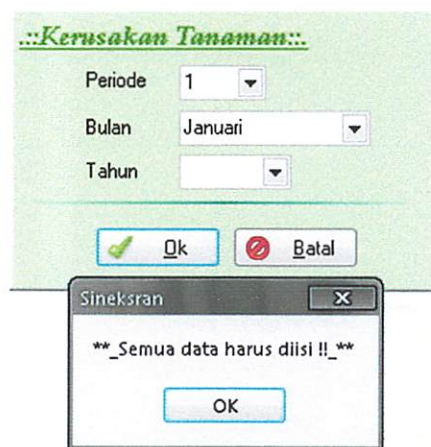 .::Kerusakan Tanaman::.
Periode 1
Bulan Januari
Tahun
Ok Batal
Sineksran
**_Semua data harus diisi !!_**
OK